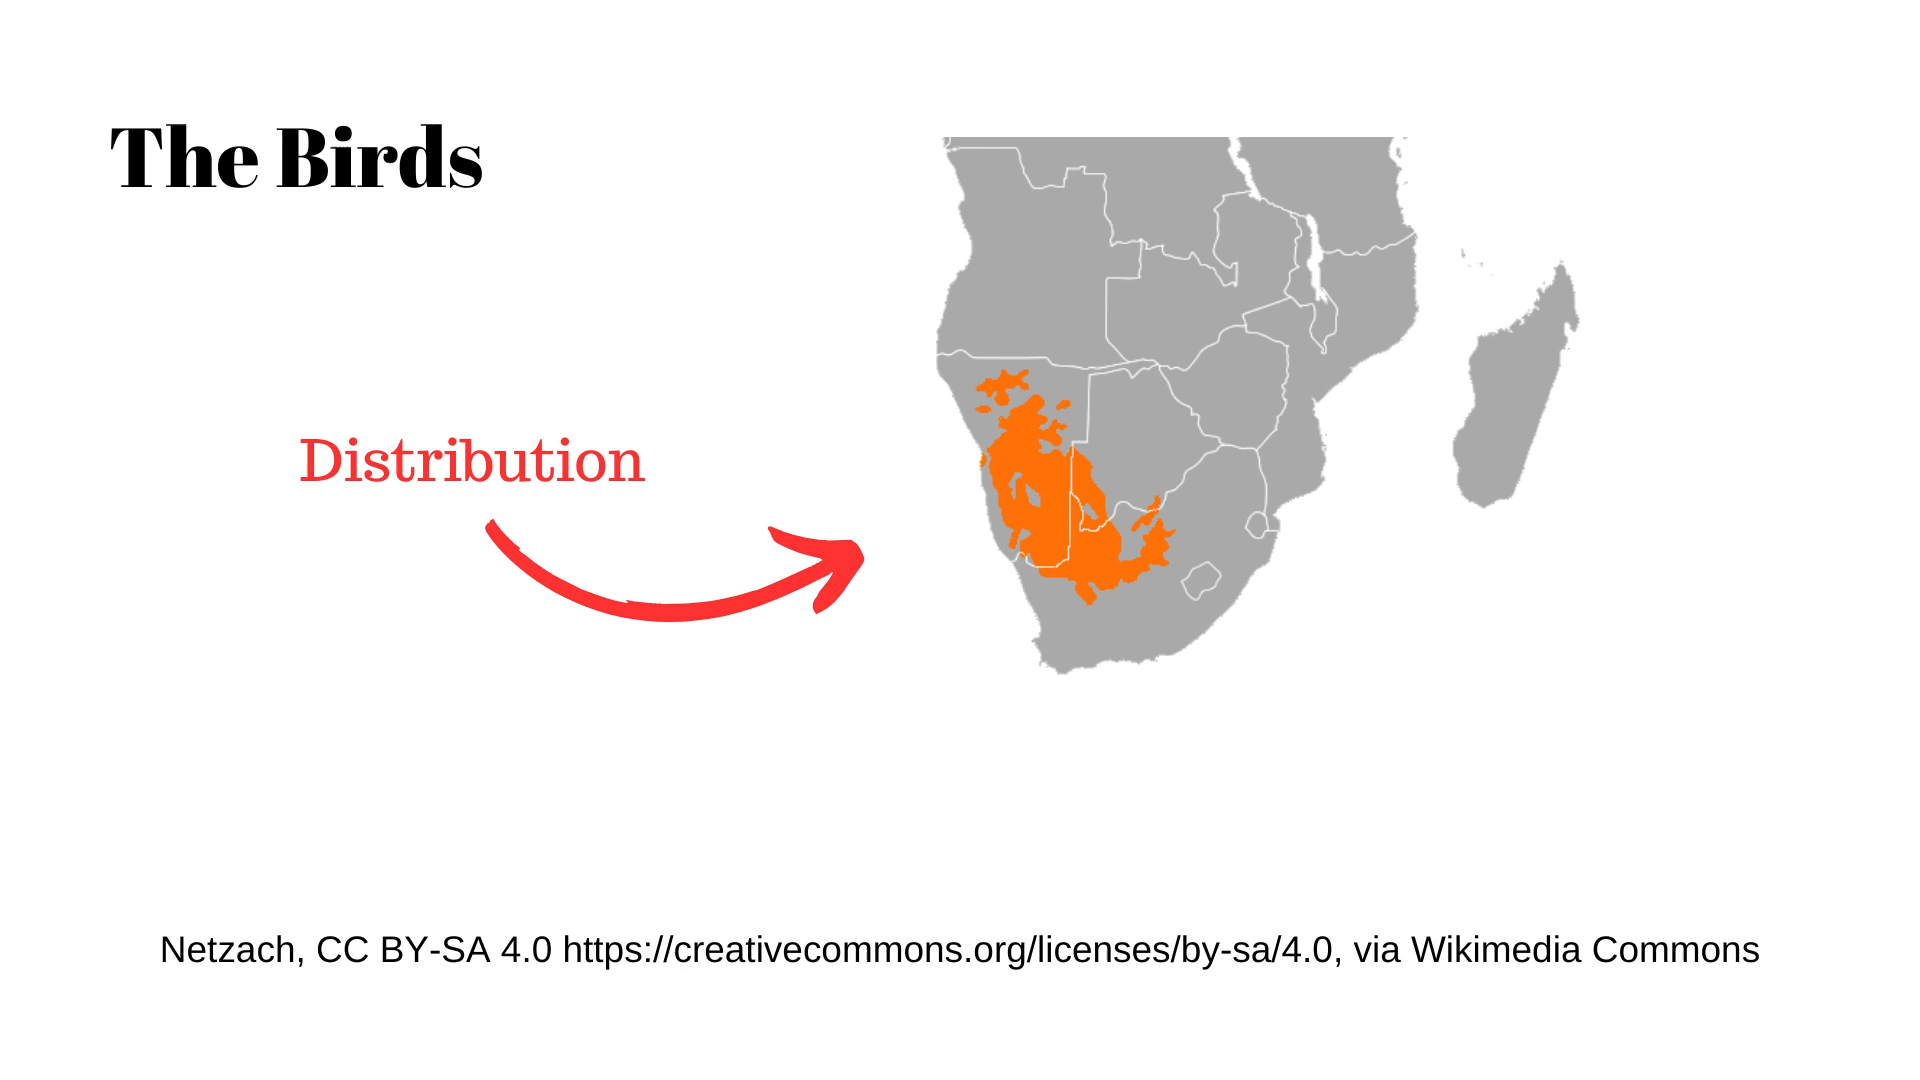 The Birds
Distribution
Netzach, CC BY-SA 4.0 https://creativecommons.org/licenses/by-sa/4.0, via Wikimedia Commons